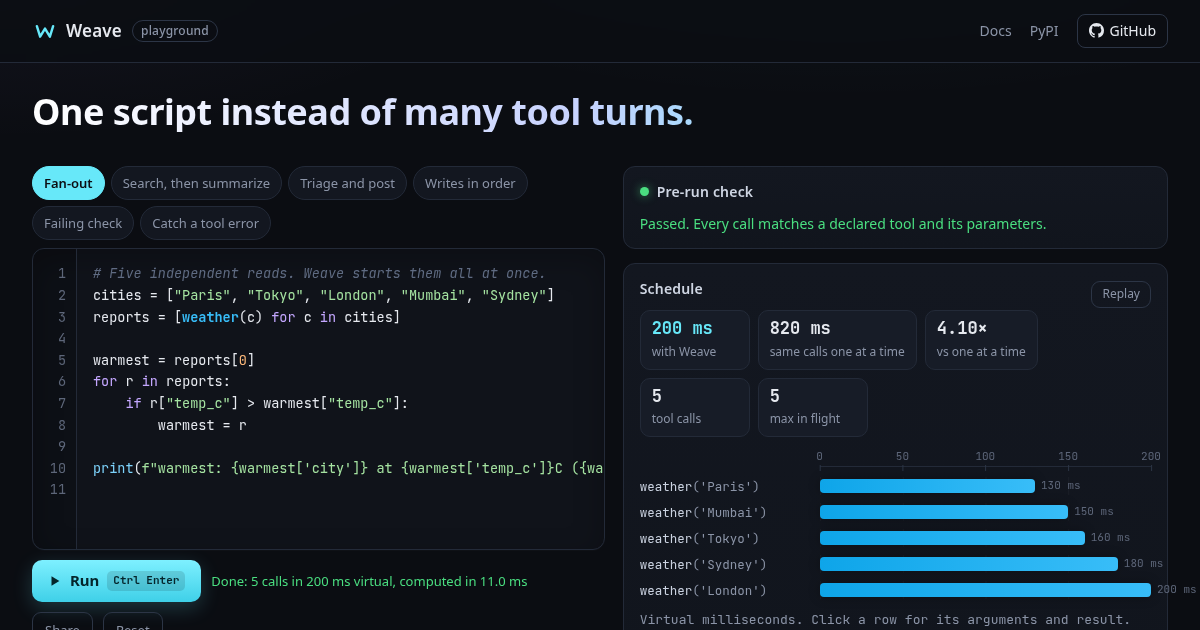 Weave playground
Docs PyPI GitHub
One script instead of many tool turns.
Fan-out Search, then summarize Triage and post Writes in order
Failing check Catch a tool error
1 # Five independent reads. Weave starts them all at once.
2 cities = ["Paris", "Tokyo", "London", "Mumbai", "Sydney"]
3 reports = [weather(c) for c in cities]
4
5 warmest = reports[0]
6 for r in reports:
7 if r["temp_c"] > warmest["temp_c"]:
8 warmest = r
9
10 print(f"warmest: {warmest['city']} at {warmest['temp_c']}C ({wa
11
Run Ctrl Enter
Done: 5 calls in 200 ms virtual, computed in 11.0 ms
Share Reset
Pre-run check
Passed. Every call matches a declared tool and its parameters.
Schedule
Replay
200 ms
with Weave
820 ms
same calls one at a time
4.10×
vs one at a time
5
tool calls
5
max in flight
0 50 100 150 200
weather('Paris') 130 ms
weather('Mumbai') 150 ms
weather('Tokyo') 160 ms
weather('Sydney') 180 ms
weather('London') 200 ms
Virtual milliseconds. Click a row for its arguments and result.